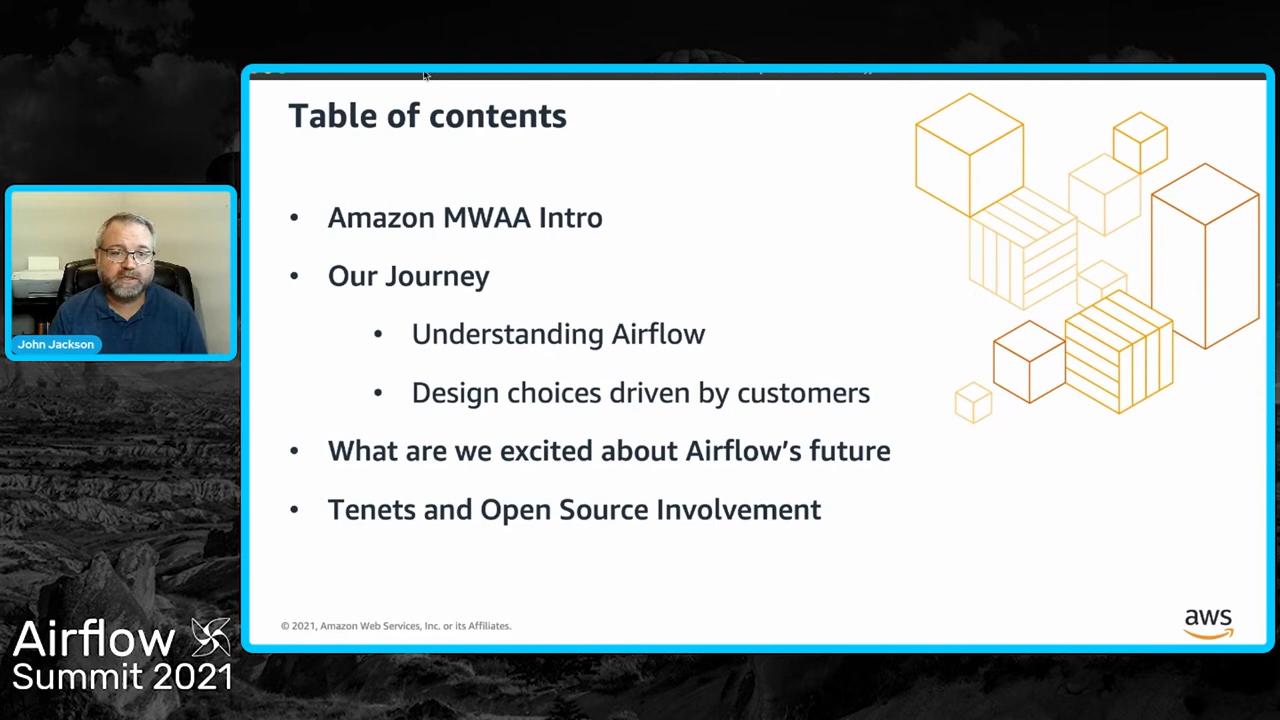 Table of contents
• Amazon MWAA Intro
• Our Journey
• Understanding Airflow
• Design choices driven by customers
• What are we excited about Airflow's future
• Tenets and Open Source Involvement
© 2021, Amazon Web Services, Inc. or its Affiliates.
aws
John Jackson
Airflow
Summit 2021